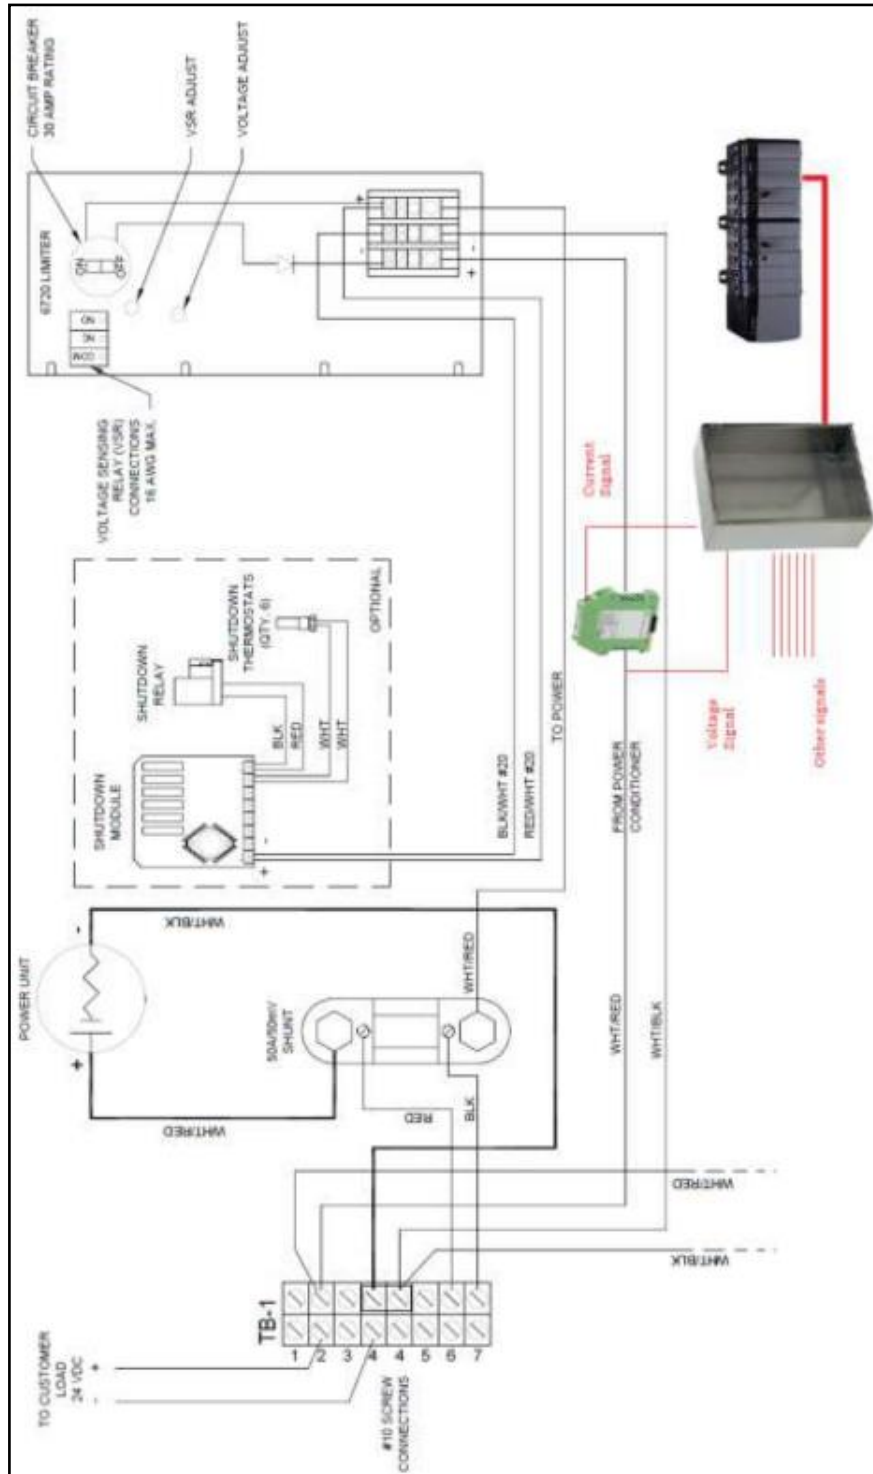 CIRCUIT BREAKER
30 AMP RATING
VSR ADJUST
VOLTAGE ADJUST
6720 LIMITER
ON
OFF
NO
NC
COM
+
-
-
+
VOLTAGE SENSING
RELAY (VSR)
CONNECTIONS
16 AWG MAX.
OPTIONAL
SHUTDOWN
RELAY
SHUTDOWN
THERMOSTATS
(QTY. 6)
SHUTDOWN
MODULE
BLK
RED
WHT
WHT
-
+
BLK/WHT #20
RED/WHT #20
TO POWER
FROM POWER
CONDITIONER
Current
Signal
Voltage
Signal
Other signals
POWER UNIT
-
+
WHT/BLK
WHT/RED
50A/50mV
SHUNT
WHT/RED
RED
BLK
WHT/RED
WHT/BLK
WHT/RED
WHT/BLK
TB-1
1
2
3
4
4
5
6
7
TO CUSTOMER
LOAD
24 VDC
+
-
#10 SCREW
CONNECTIONS